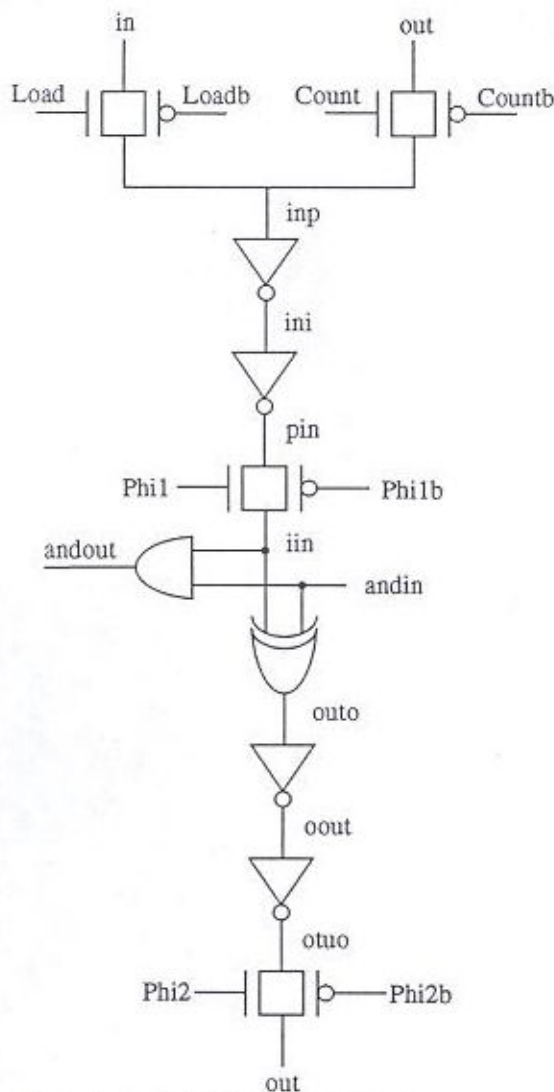 in out
Load Loadb Count Countb
inp
ini
pin
Phi1 Phi1b
andout iin
andin
outo
oout
otuo
Phi2 Phi2b
out